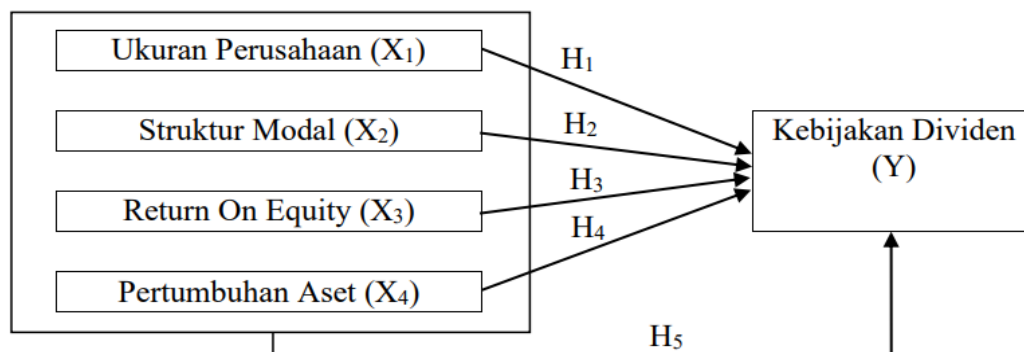 Ukuran Perusahaan (X₁)
H₁
Struktur Modal (X₂)
H₂
Kebijakan Dividen
(Y)
Return On Equity (X₃)
H₃
H₄
Pertumbuhan Aset (X₄)
H₅